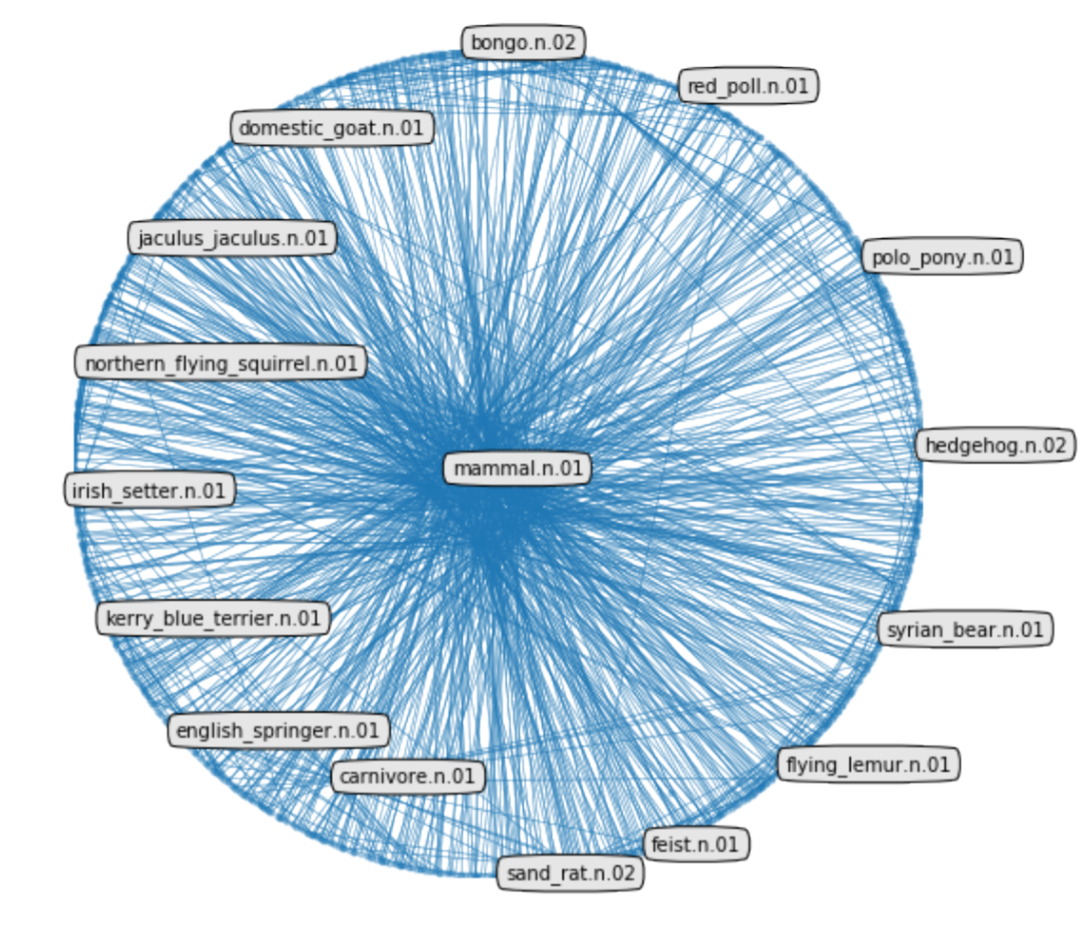 bongo.n.02
red_poll.n.01
domestic_goat.n.01
jaculus_jaculus.n.01
polo_pony.n.01
northern_flying_squirrel.n.01
hedgehog.n.02
mammal.n.01
irish_setter.n.01
kerry_blue_terrier.n.01
syrian_bear.n.01
english_springer.n.01
flying_lemur.n.01
carnivore.n.01
feist.n.01
sand_rat.n.02